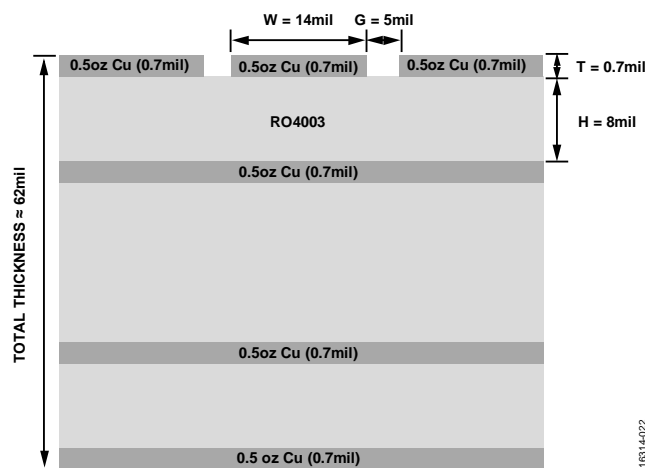 W = 14mil G = 5mil
0.5oz Cu (0.7mil) 0.5oz Cu (0.7mil) 0.5oz Cu (0.7mil)
T = 0.7mil
RO4003
H = 8mil
0.5oz Cu (0.7mil)
TOTAL THICKNESS ≈ 62mil
0.5oz Cu (0.7mil)
0.5 oz Cu (0.7mil)
16314-022